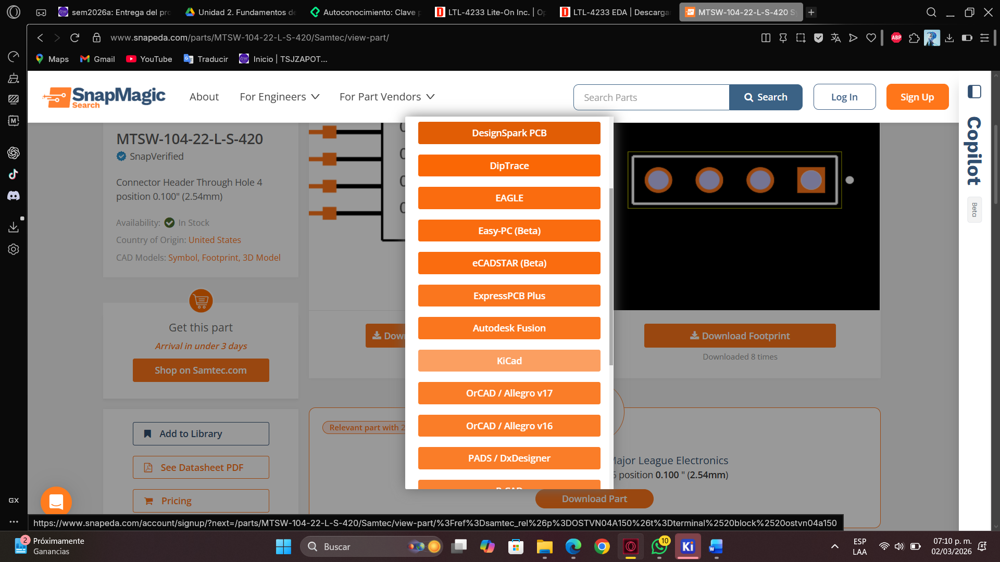 sem2026a: Entrega del pro
Unidad 2. Fundamentos de
Autoconocimiento: Clave p
LTL-4233 Lite-On Inc. | Op
LTL-4233 EDA | Descarga
MTSW-104-22-L-S-420 S
www.snapeda.com/parts/MTSW-104-22-L-S-420/Samtec/view-part/
ABP
Maps
Gmail
YouTube
Traducir
Inicio | TSJZAPOT...
SnapMagic
Search
About
For Engineers
For Part Vendors
Search Parts
Search
Log In
Sign Up
Copilot
Beta
MTSW-104-22-L-S-420
SnapVerified
Connector Header Through Hole 4
position 0.100" (2.54mm)
Availability: In Stock
Country of Origin: United States
CAD Models: Symbol, Footprint, 3D Model
Get this part
Arrival in under 3 days
Shop on Samtec.com
Add to Library
See Datasheet PDF
Pricing
DesignSpark PCB
DipTrace
EAGLE
Easy-PC (Beta)
eCADSTAR (Beta)
ExpressPCB Plus
Autodesk Fusion
KiCad
OrCAD / Allegro v17
OrCAD / Allegro v16
PADS / DxDesigner
Download Footprint
Downloaded 8 times
Relevant part with 2
Major League Electronics
position 0.100 " (2.54mm)
Download Part
GX
https://www.snapeda.com/account/signup/?next=/parts/MTSW-104-22-L-S-420/Samtec/view-part/%3Fref%3Dsamtec_rel%26p%3DOSTVN04A150%26t%3Dterminal%2520block%2520ostvn04a150
2
Próximamente
Ganancias
Buscar
10
Ki
W
ESP
LAA
07:10 p. m.
02/03/2026